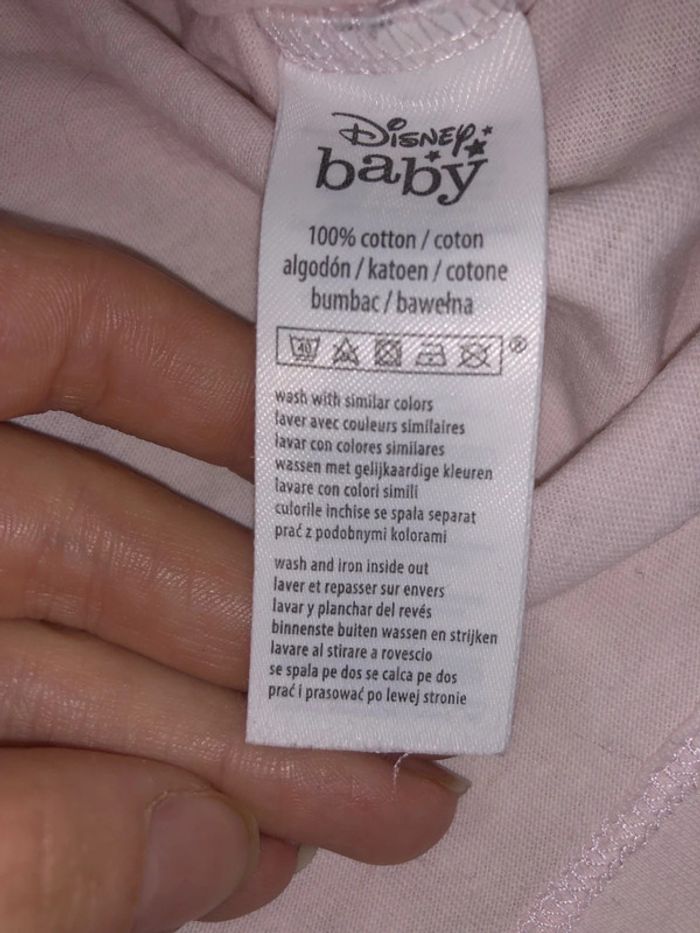 Disney
baby
100% cotton / coton
algodón / katoen / cotone
bumbac / bawełna
40
®
wash with similar colors
laver avec couleurs similaires
lavar con colores similares
wassen met gelijkaardige kleuren
lavare con colori simili
culorile inchise se spala separat
prać z podobnymi kolorami
wash and iron inside out
laver et repasser sur envers
lavar y planchar del revés
binnenste buiten wassen en strijken
lavare al stirare a rovescio
se spala pe dos se calca pe dos
prać i prasować po lewej stronie